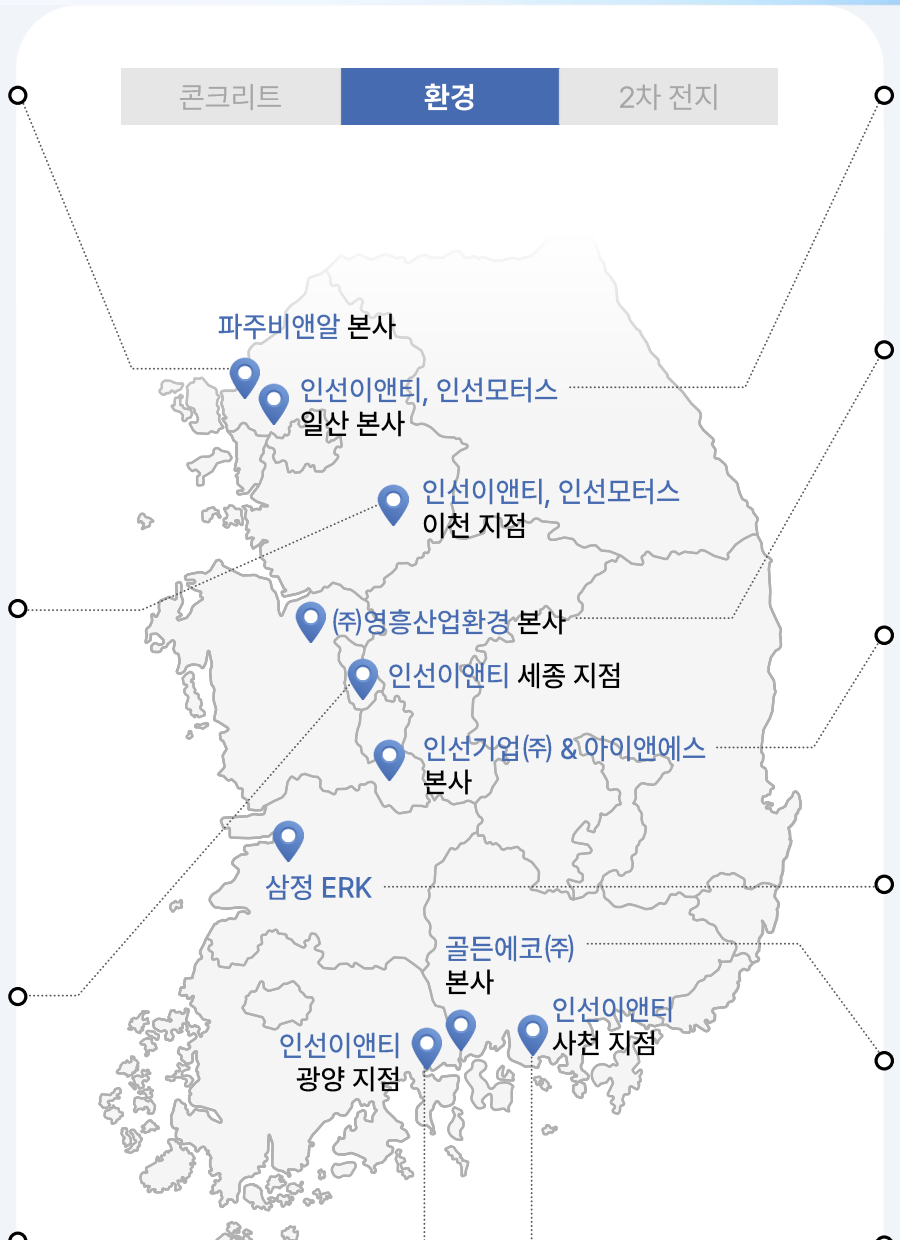 콘크리트
환경
2차 전지
파주비앤알 본사
인선이앤티, 인선모터스
일산 본사
인선이앤티, 인선모터스
이천 지점
㈜영흥산업환경 본사
인선이앤티 세종 지점
인선기업㈜ & 아이앤에스
본사
삼정 ERK
골든에코㈜
본사
인선이앤티
사천 지점
인선이앤티
광양 지점